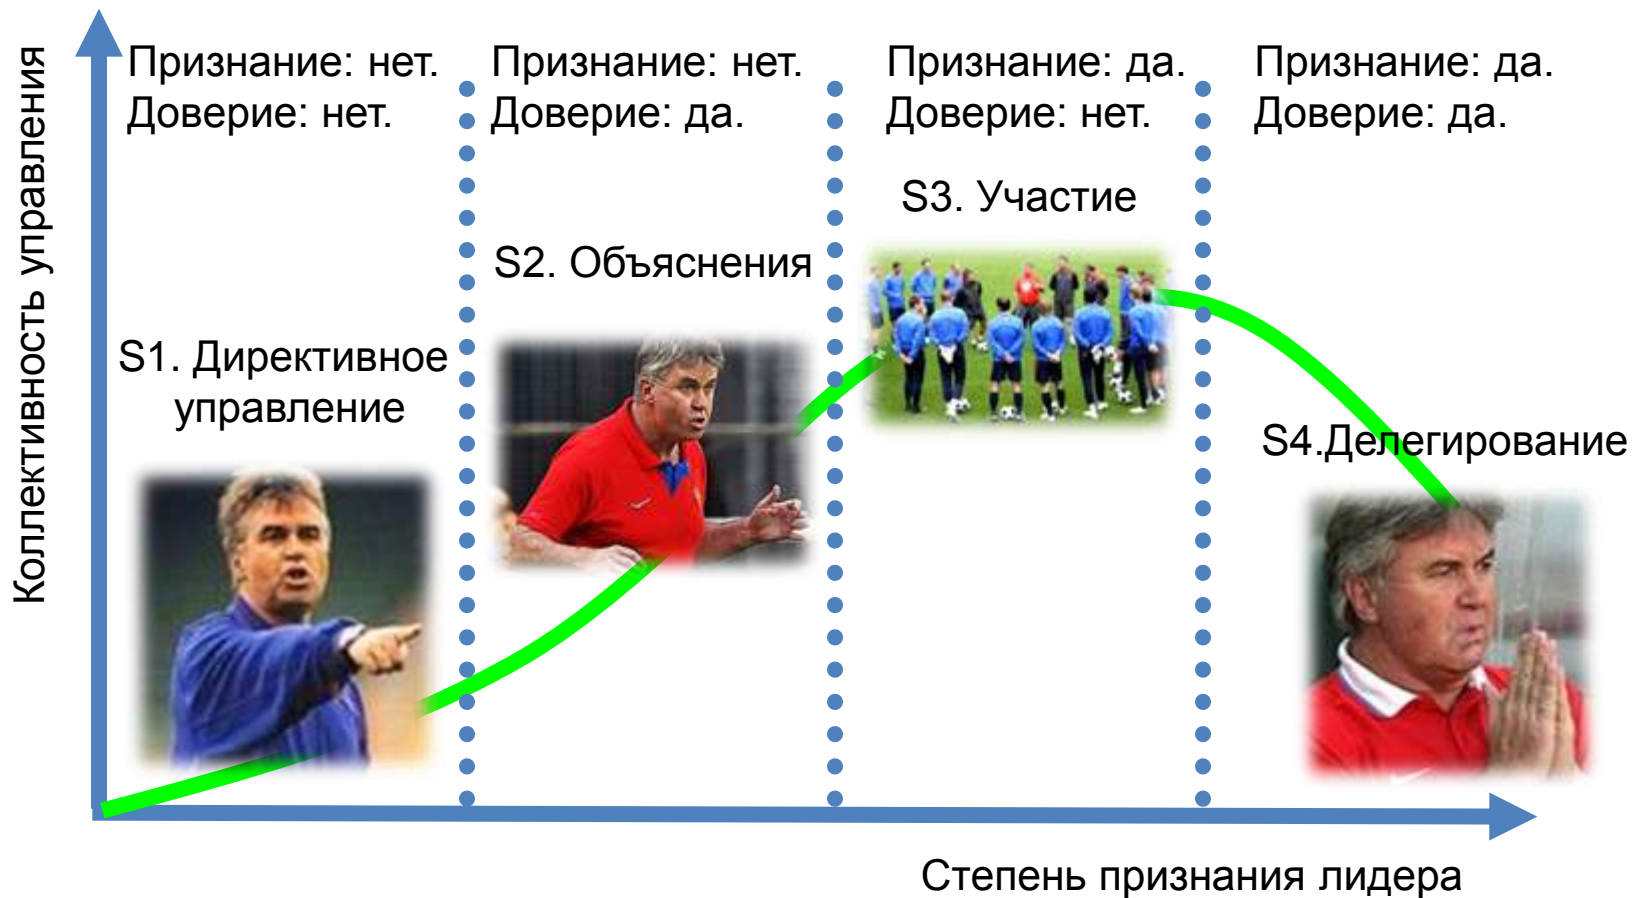 Коллективность управления
Признание: нет.
Доверие: нет.
Признание: нет.
Доверие: да.
Признание: да.
Доверие: нет.
Признание: да.
Доверие: да.
S1. Директивное
управление
S2. Объяснения
S3. Участие
S4.Делегирование
Степень признания лидера